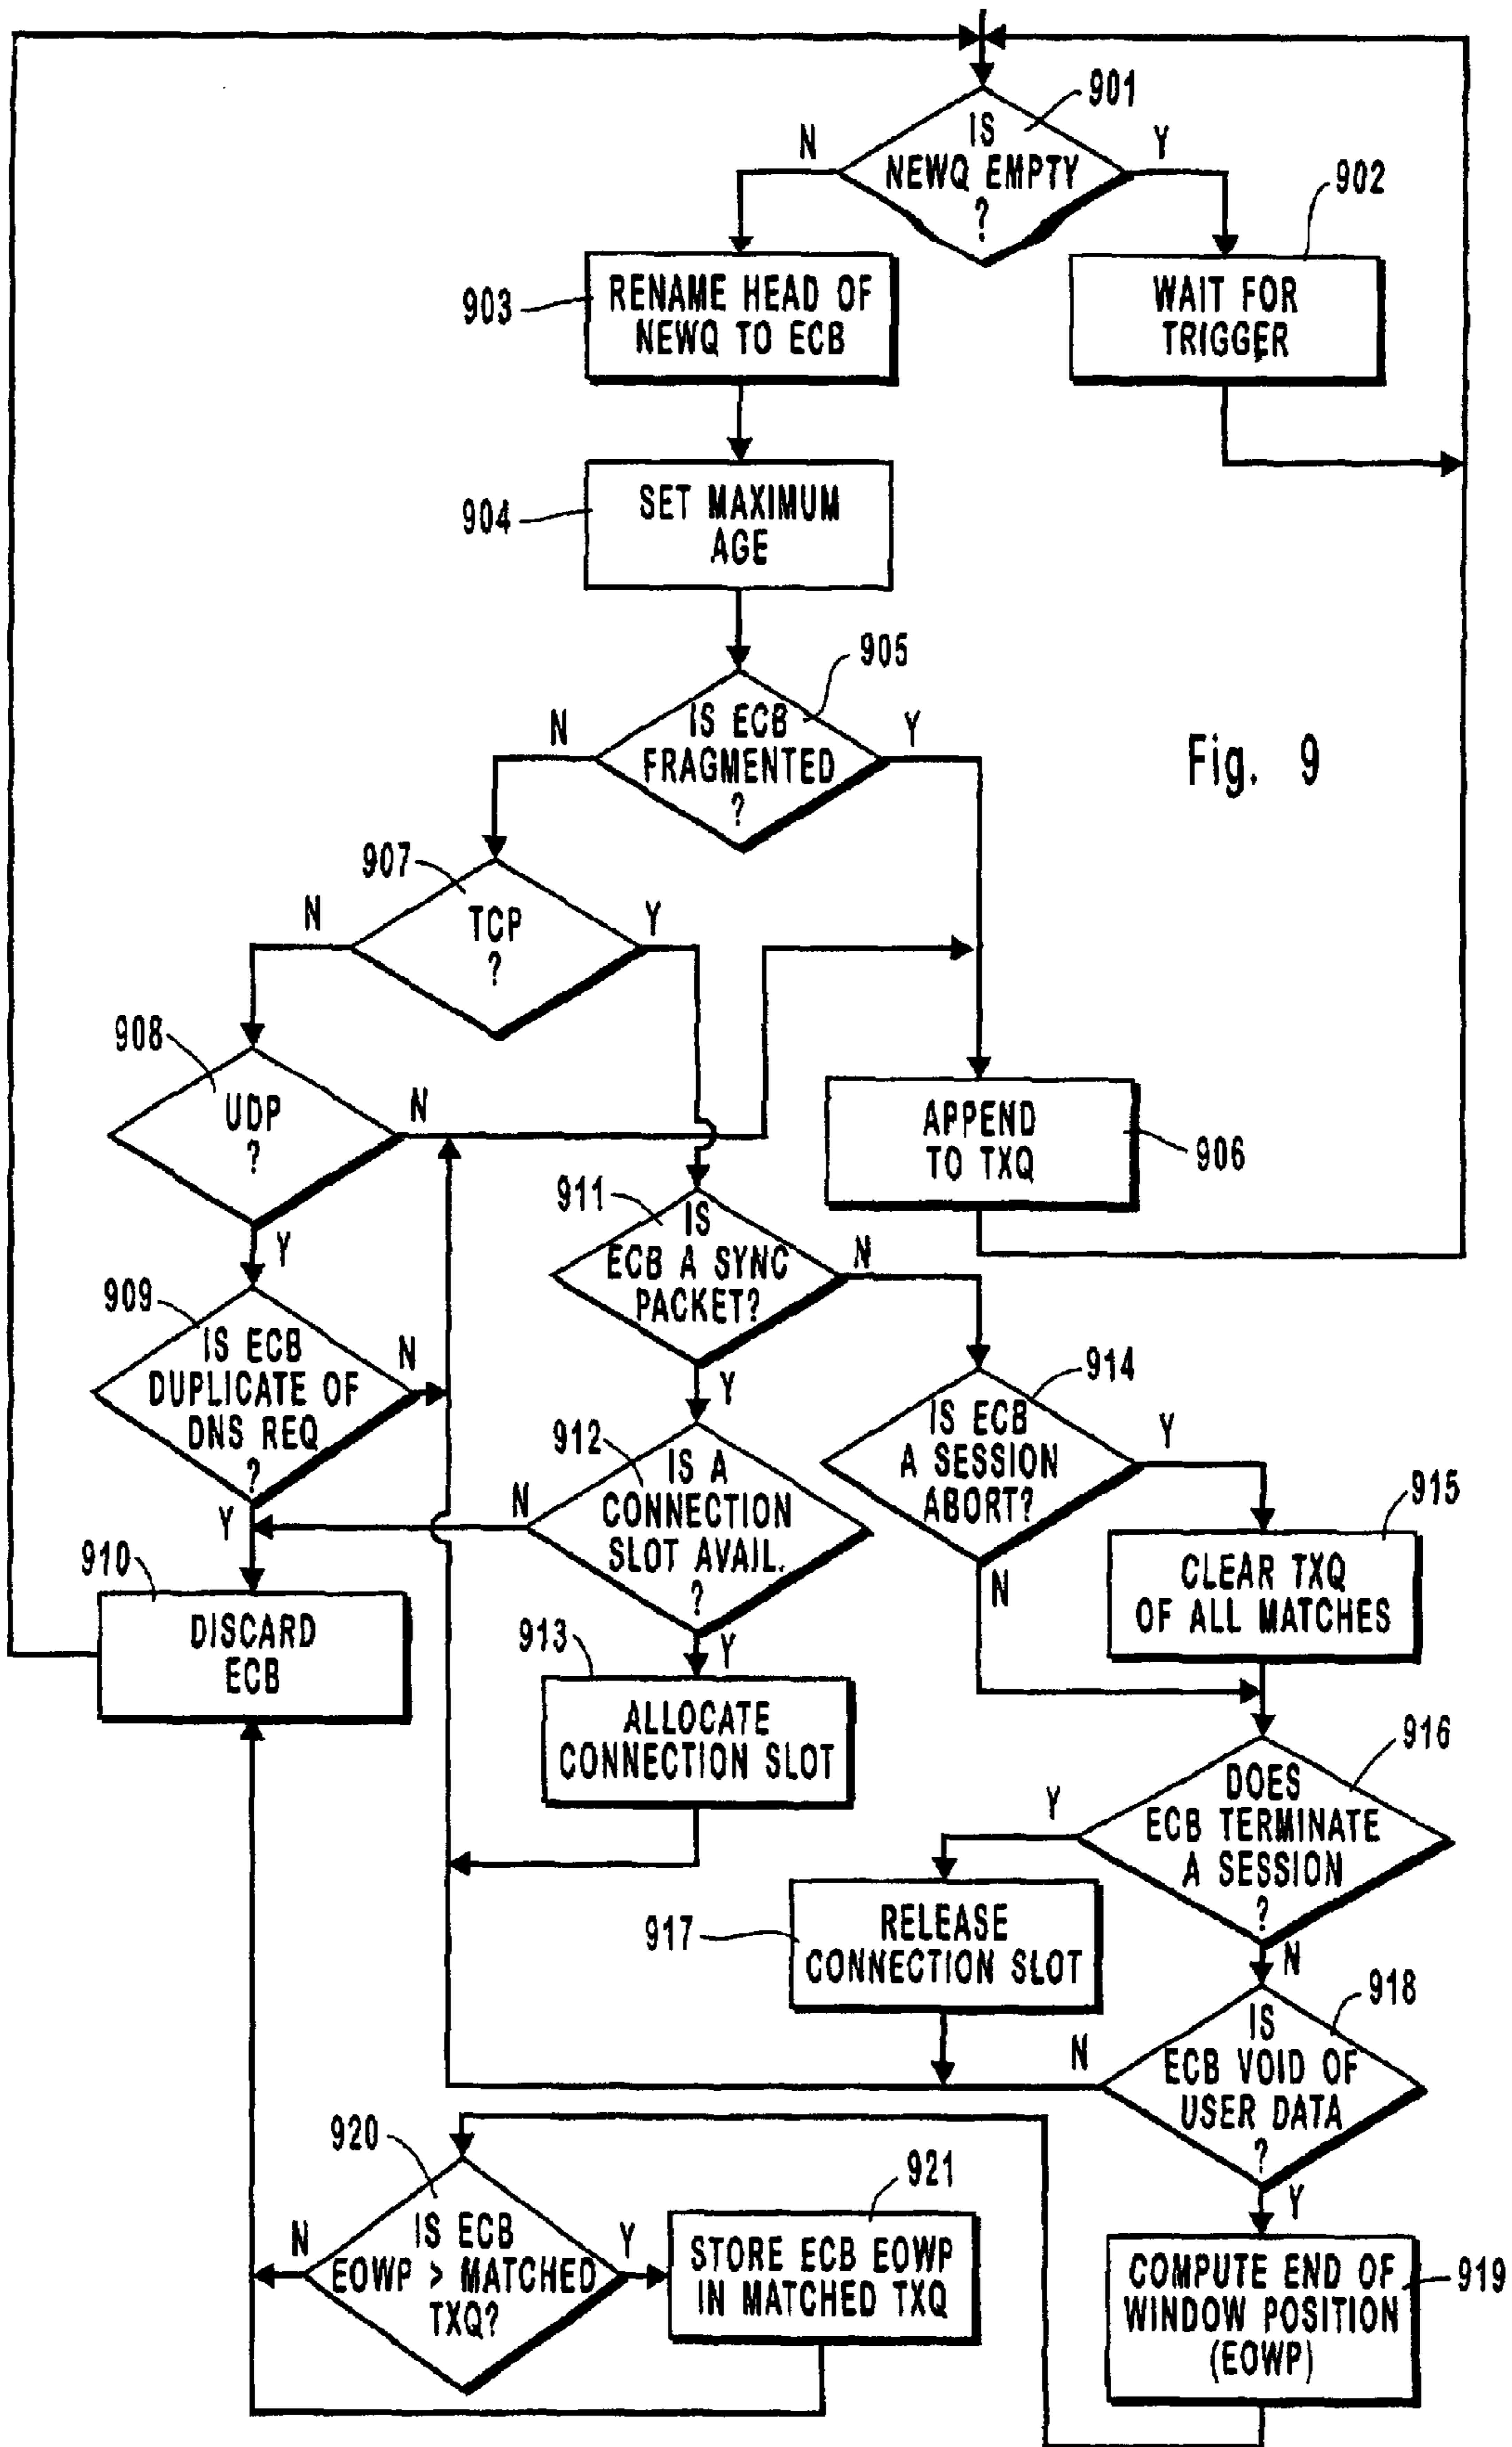 901
IS
NEWQ EMPTY
?
N
Y
902
903
RENAME HEAD OF
NEWQ TO ECB
WAIT FOR
TRIGGER
904
SET MAXIMUM
AGE
905
IS ECB
FRAGMENTED
?
N
Y
Fig. 9
907
TCP
?
N
Y
908
UDP
?
N
Y
APPEND
TO TXQ
906
911
IS
ECB A SYNC
PACKET?
N
Y
909
IS ECB
DUPLICATE OF
DNS REQ
?
N
Y
912
IS A
CONNECTION
SLOT AVAIL.
?
N
Y
914
IS ECB
A SESSION
ABORT?
Y
N
915
CLEAR TXQ
OF ALL MATCHES
910
DISCARD
ECB
913
ALLOCATE
CONNECTION SLOT
916
DOES
ECB TERMINATE
A SESSION
?
Y
N
917
RELEASE
CONNECTION SLOT
918
IS
ECB VOID OF
USER DATA
?
N
Y
920
IS ECB
EOWP > MATCHED
TXQ?
N
Y
921
STORE ECB EOWP
IN MATCHED TXQ
919
COMPUTE END OF
WINDOW POSITION
(EOWP)